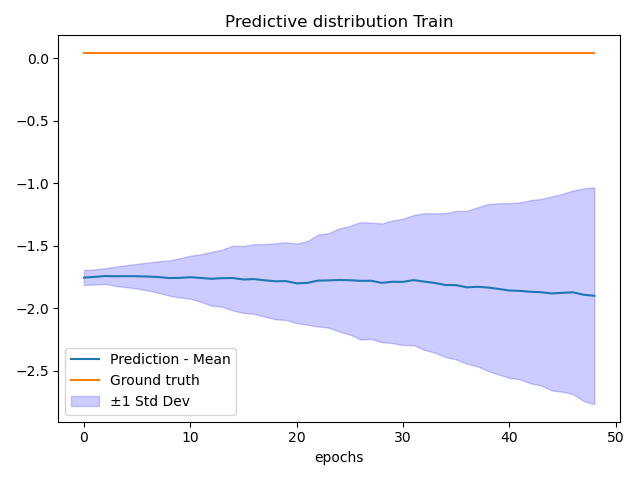 Predictive distribution Train
0.0
−0.5
−1.0
−1.5
−2.0
−2.5
Prediction - Mean
Ground truth
±1 Std Dev
0 10 20 30 40 50
epochs